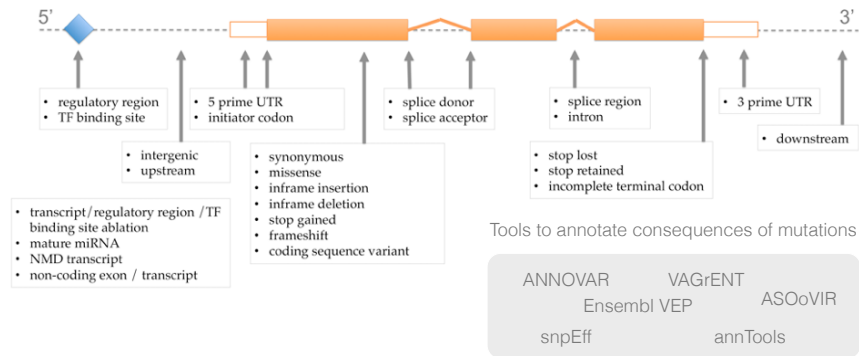 5’
3’
• regulatory region
• TF binding site
• 5 prime UTR
• initiator codon
• splice donor
• splice acceptor
• splice region
• intron
• 3 prime UTR
• downstream
• intergenic
• upstream
• synonymous
• missense
• inframe insertion
• inframe deletion
• stop gained
• frameshift
• coding sequence variant
• stop lost
• stop retained
• incomplete terminal codon
• transcript/regulatory region /TF
binding site ablation
• mature miRNA
• NMD transcript
• non-coding exon / transcript
Tools to annotate consequences of mutations
ANNOVAR
VAGrENT
Ensembl VEP
ASOoVIR
snpEff
annTools